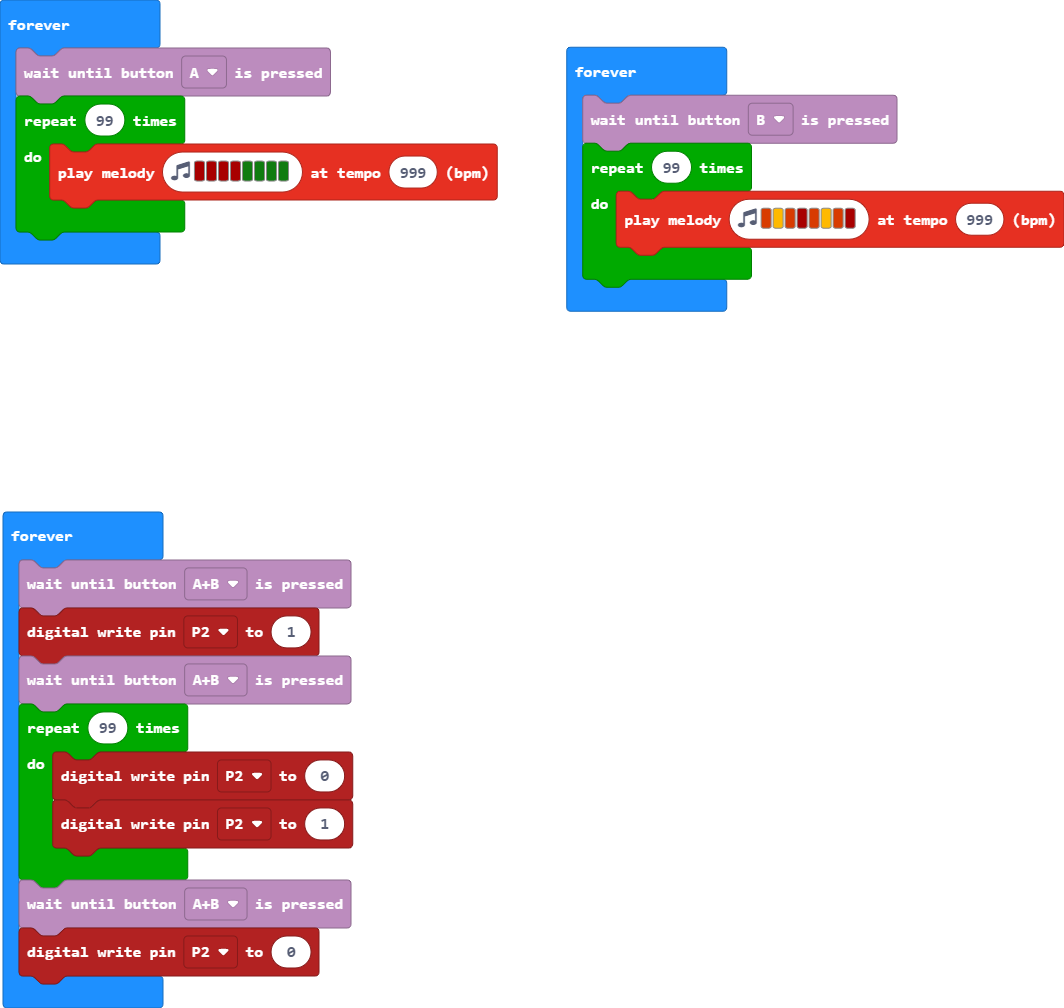 forever
wait until button A is pressed
repeat 99 times
do
play melody at tempo 999 (bpm)
forever
wait until button B is pressed
repeat 99 times
do
play melody at tempo 999 (bpm)
forever
wait until button A+B is pressed
digital write pin P2 to 1
wait until button A+B is pressed
repeat 99 times
do
digital write pin P2 to 0
digital write pin P2 to 1
wait until button A+B is pressed
digital write pin P2 to 0